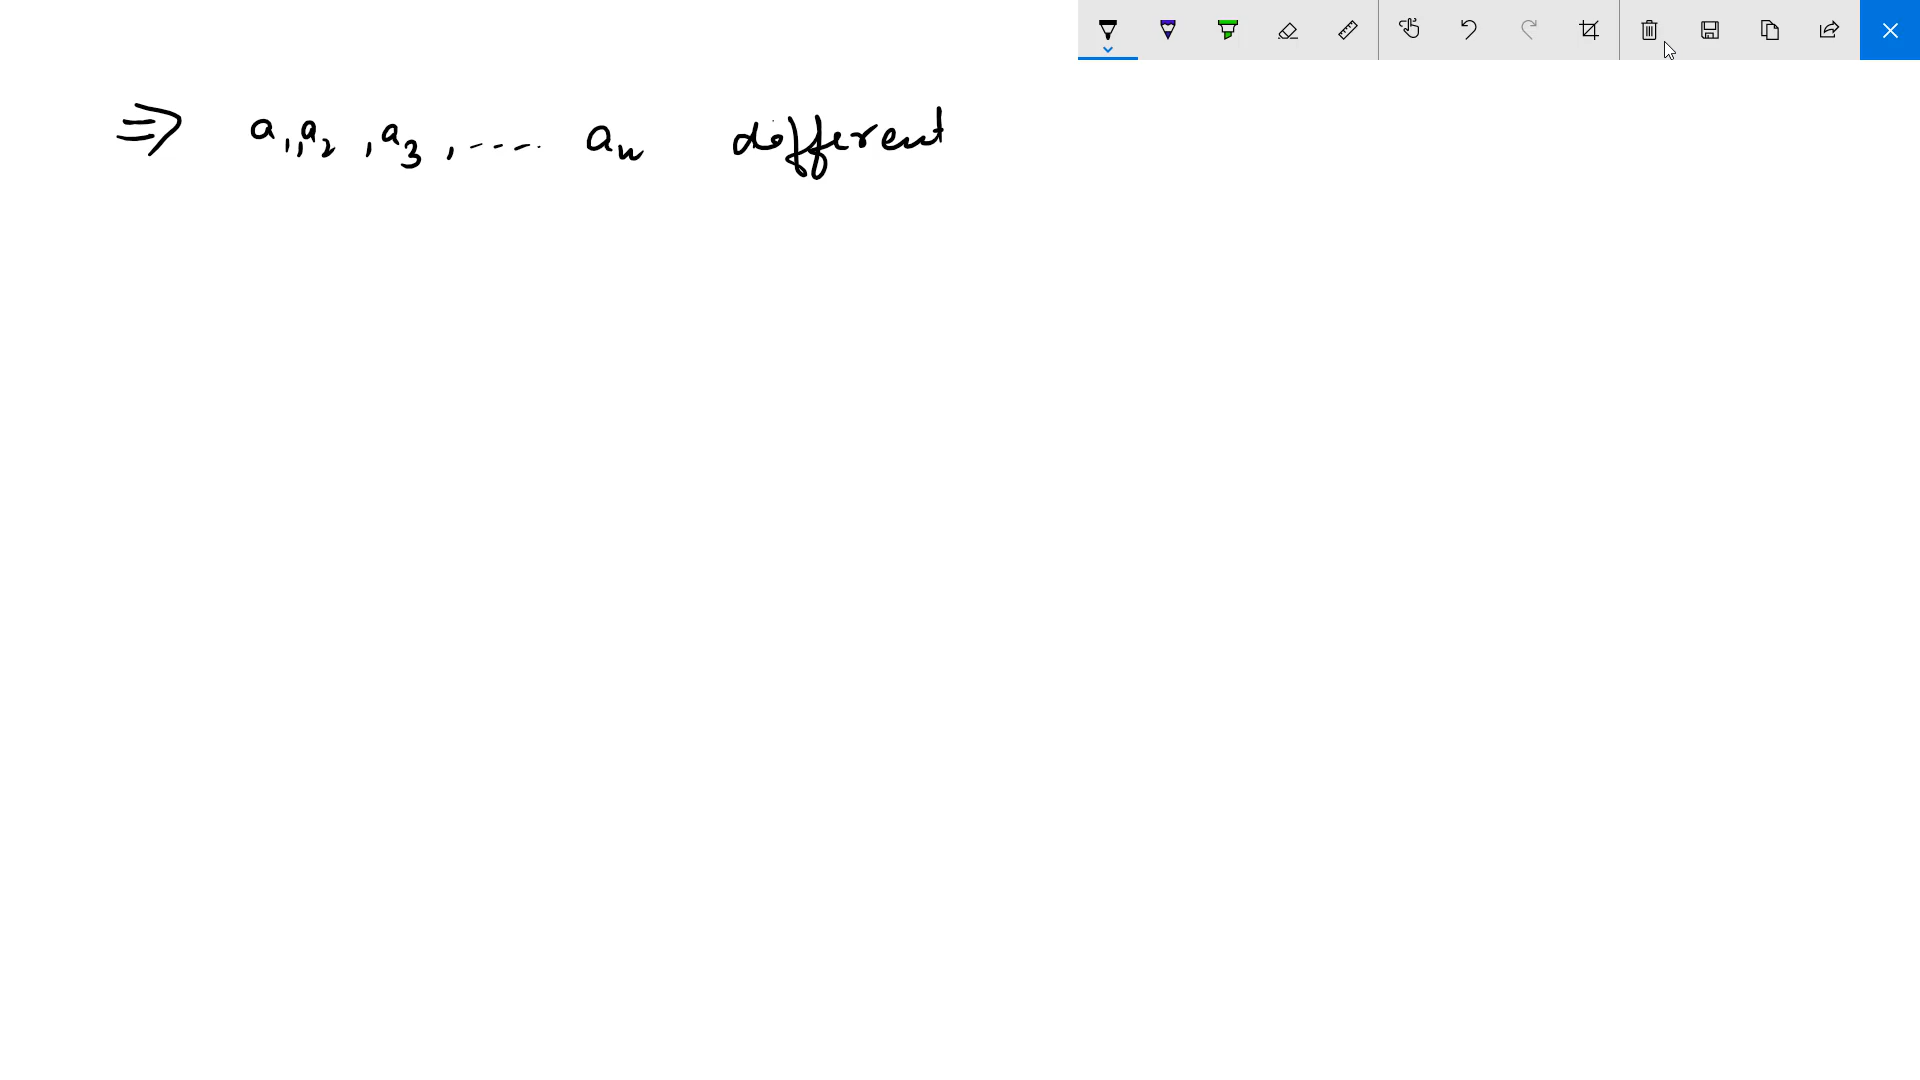 ⇒ a₁, a₂, a₃, ..... aₙ different